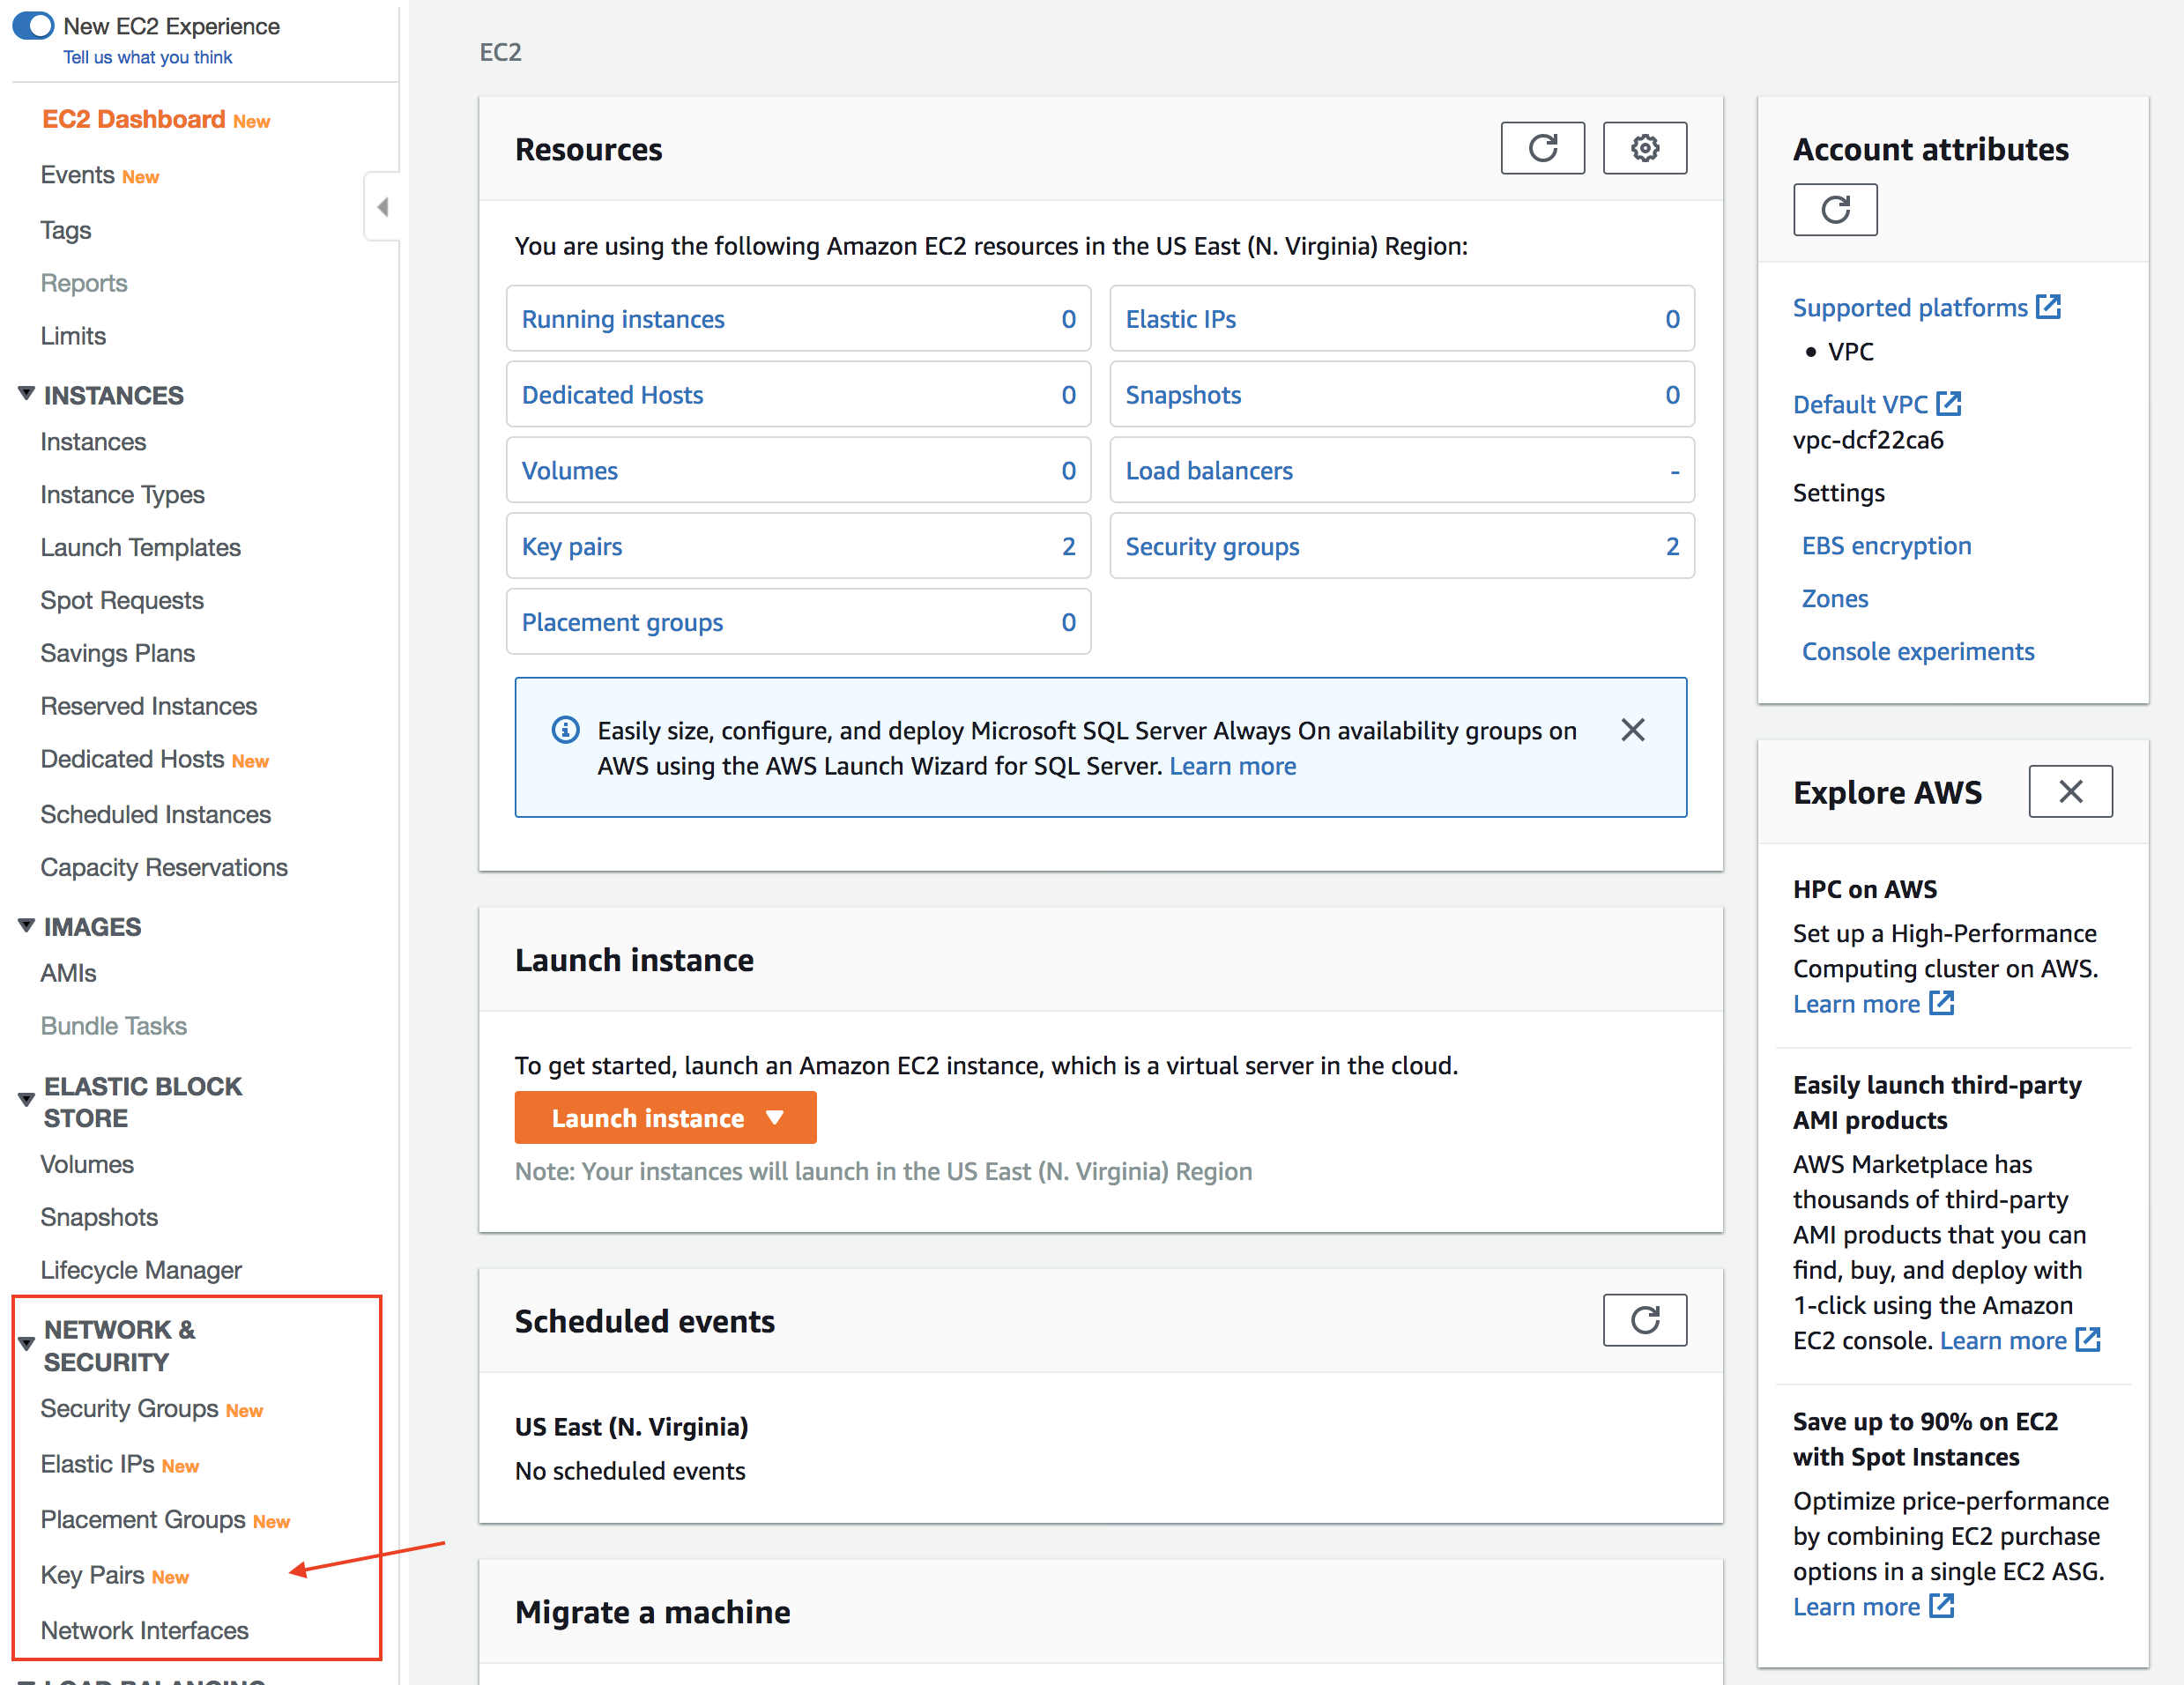 New EC2 Experience
Tell us what you think
EC2 Dashboard New
Events New
Tags
Reports
Limits
INSTANCES
Instances
Instance Types
Launch Templates
Spot Requests
Savings Plans
Reserved Instances
Dedicated Hosts New
Scheduled Instances
Capacity Reservations
IMAGES
AMIs
Bundle Tasks
ELASTIC BLOCK
STORE
Volumes
Snapshots
Lifecycle Manager
NETWORK &
SECURITY
Security Groups New
Elastic IPs New
Placement Groups New
Key Pairs New
Network Interfaces
LOAD BALANCING
EC2
Resources
You are using the following Amazon EC2 resources in the US East (N. Virginia) Region:
Running instances 0
Elastic IPs 0
Dedicated Hosts 0
Snapshots 0
Volumes 0
Load balancers -
Key pairs 2
Security groups 2
Placement groups 0
Easily size, configure, and deploy Microsoft SQL Server Always On availability groups on
AWS using the AWS Launch Wizard for SQL Server. Learn more
Launch instance
To get started, launch an Amazon EC2 instance, which is a virtual server in the cloud.
Launch instance
Note: Your instances will launch in the US East (N. Virginia) Region
Scheduled events
US East (N. Virginia)
No scheduled events
Migrate a machine
Account attributes
Supported platforms
• VPC
Default VPC
vpc-dcf22ca6
Settings
EBS encryption
Zones
Console experiments
Explore AWS
HPC on AWS
Set up a High-Performance
Computing cluster on AWS.
Learn more
Easily launch third-party
AMI products
AWS Marketplace has
thousands of third-party
AMI products that you can
find, buy, and deploy with
1-click using the Amazon
EC2 console. Learn more
Save up to 90% on EC2
with Spot Instances
Optimize price-performance
by combining EC2 purchase
options in a single EC2 ASG.
Learn more